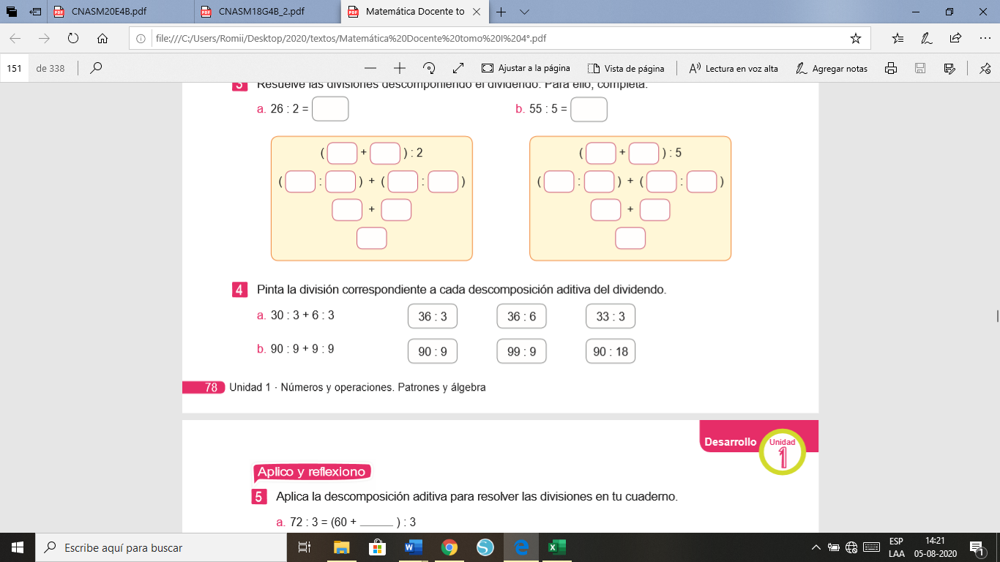 CNASM20E4B.pdf
CNASM18G4B_2.pdf
Matemática Docente to
file:///C:/Users/Romii/Desktop/2020/textos/Matemática%20Docente%20tomo%20I%204°.pdf
151 de 338
Ajustar a la página
Vista de página
Lectura en voz alta
Agregar notas
3 Resuelve las divisiones descomponiendo el dividendo. Para ello, completa.
a. 26 : 2 =
b. 55 : 5 =
( + ) : 2
( : ) + ( : )
+
( + ) : 5
( : ) + ( : )
+
4 Pinta la división correspondiente a cada descomposición aditiva del dividendo.
a. 30 : 3 + 6 : 3 36 : 3 36 : 6 33 : 3
b. 90 : 9 + 9 : 9 90 : 9 99 : 9 90 : 18
78 Unidad 1 · Números y operaciones. Patrones y álgebra
Desarrollo
Unidad
1
Aplico y reflexiono
5 Aplica la descomposición aditiva para resolver las divisiones en tu cuaderno.
a. 72 : 3 = (60 + _____ ) : 3
Escribe aquí para buscar
ESP
LAA
14:21
05-08-2020
1